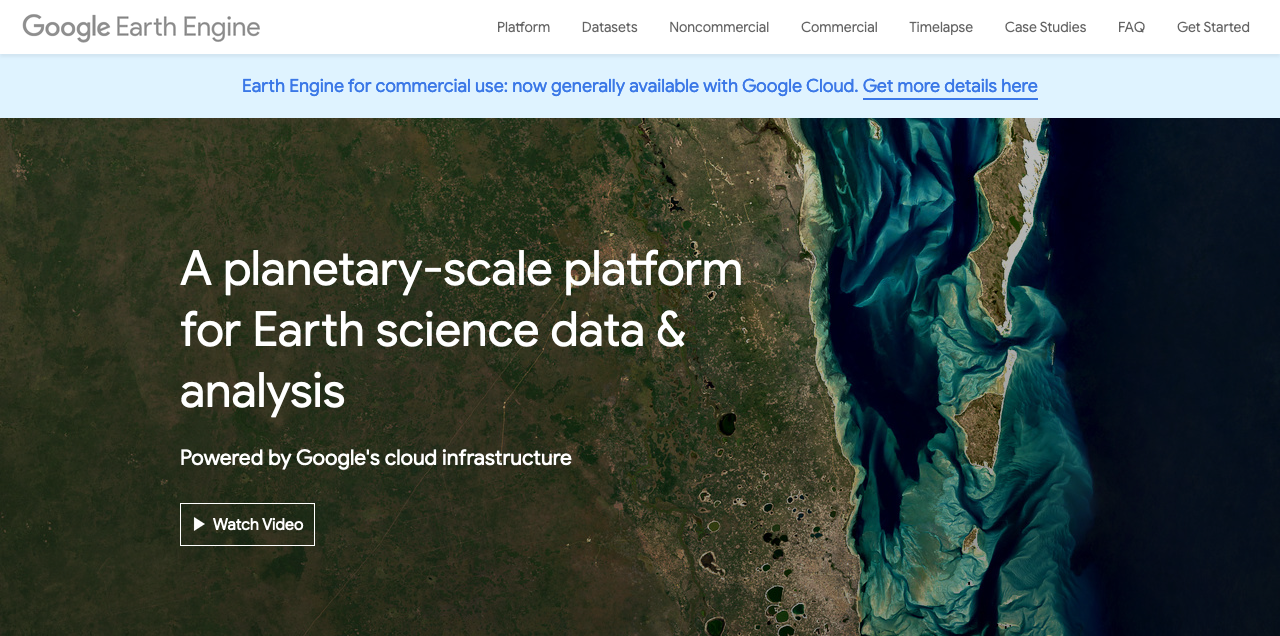 Google Earth Engine
Platform Datasets Noncommercial Commercial Timelapse Case Studies FAQ Get Started
Earth Engine for commercial use: now generally available with Google Cloud. Get more details here
A planetary-scale platform
for Earth science data &
analysis
Powered by Google's cloud infrastructure
Watch Video